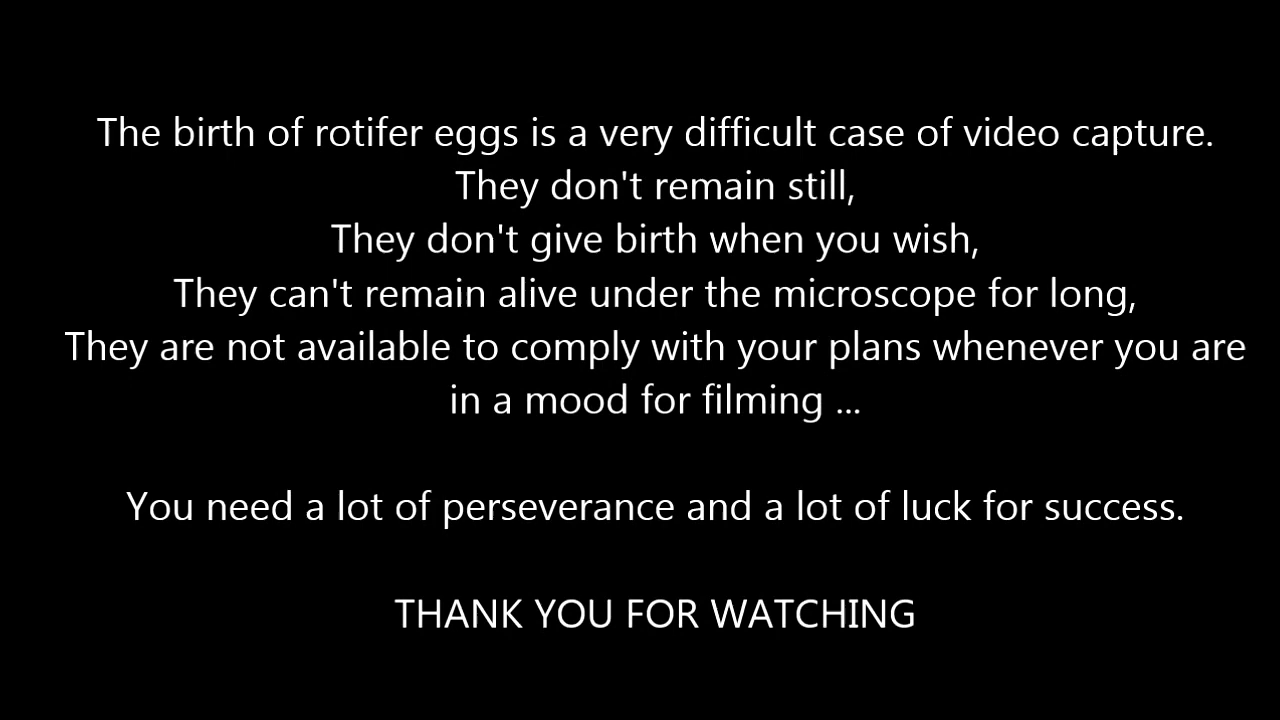 The birth of rotifer eggs is a very difficult case of video capture.
They don't remain still,
They don't give birth when you wish,
They can't remain alive under the microscope for long,
They are not available to comply with your plans whenever you are
in a mood for filming ...
You need a lot of perseverance and a lot of luck for success.
THANK YOU FOR WATCHING